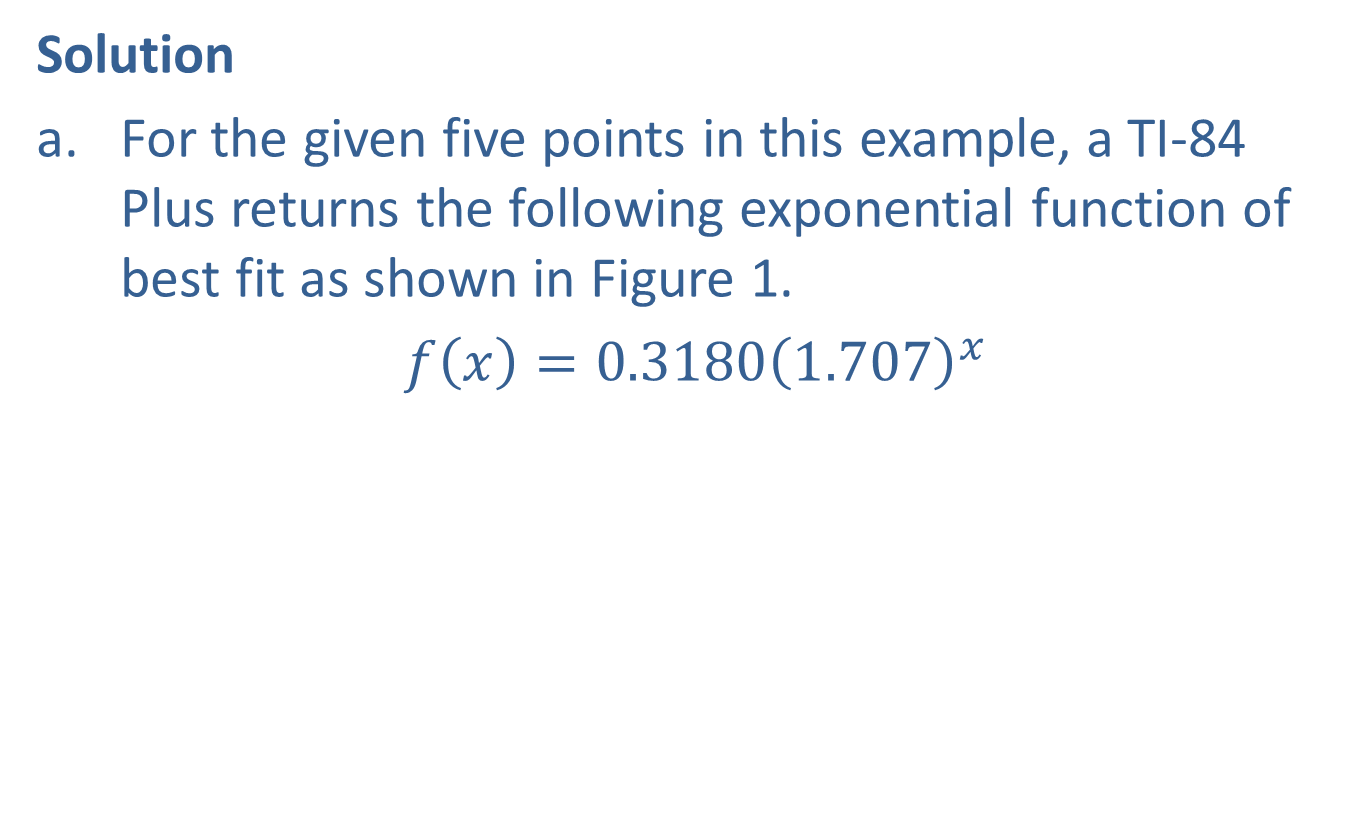 Solution
a. For the given five points in this example, a TI-84
Plus returns the following exponential function of
best fit as shown in Figure 1.
f(x) = 0.3180(1.707)ˣ